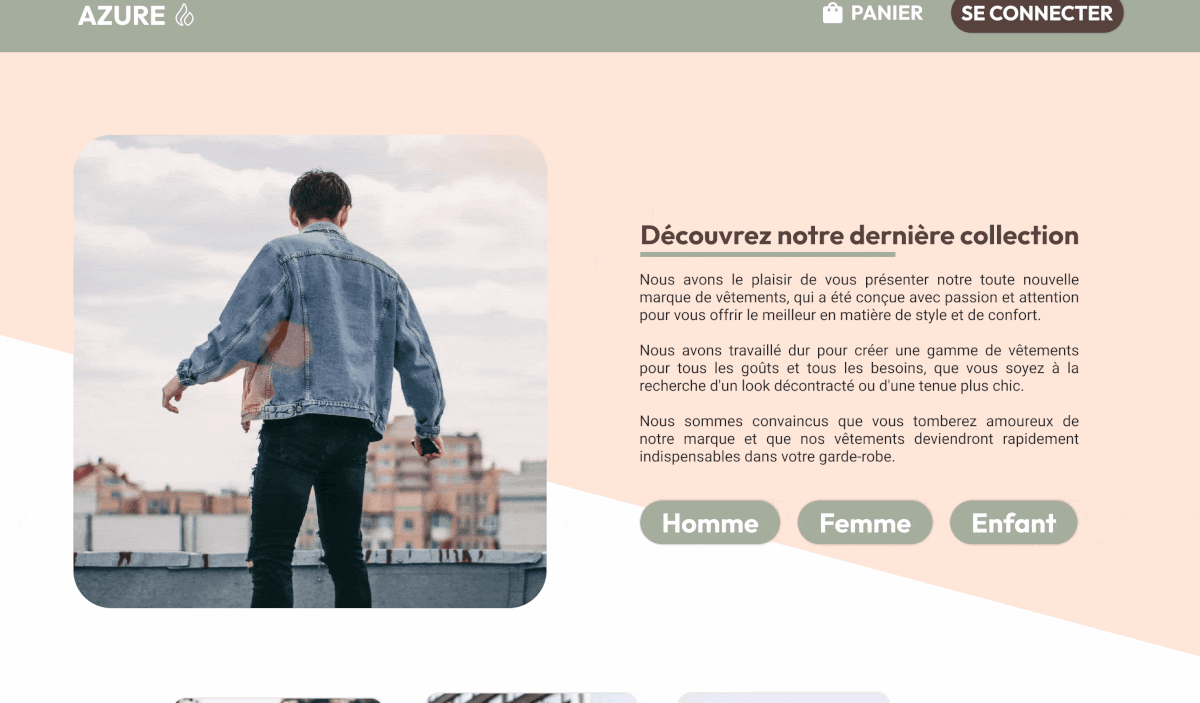 AZURE
PANIER
SE CONNECTER
Découvrez notre dernière collection
Nous avons le plaisir de vous présenter notre toute nouvelle
marque de vêtements, qui a été conçue avec passion et attention
pour vous offrir le meilleur en matière de style et de confort.
Nous avons travaillé dur pour créer une gamme de vêtements
pour tous les goûts et tous les besoins, que vous soyez à la
recherche d'un look décontracté ou d'une tenue plus chic.
Nous sommes convaincus que vous tomberez amoureux de
notre marque et que nos vêtements deviendront rapidement
indispensables dans votre garde-robe.
Homme
Femme
Enfant